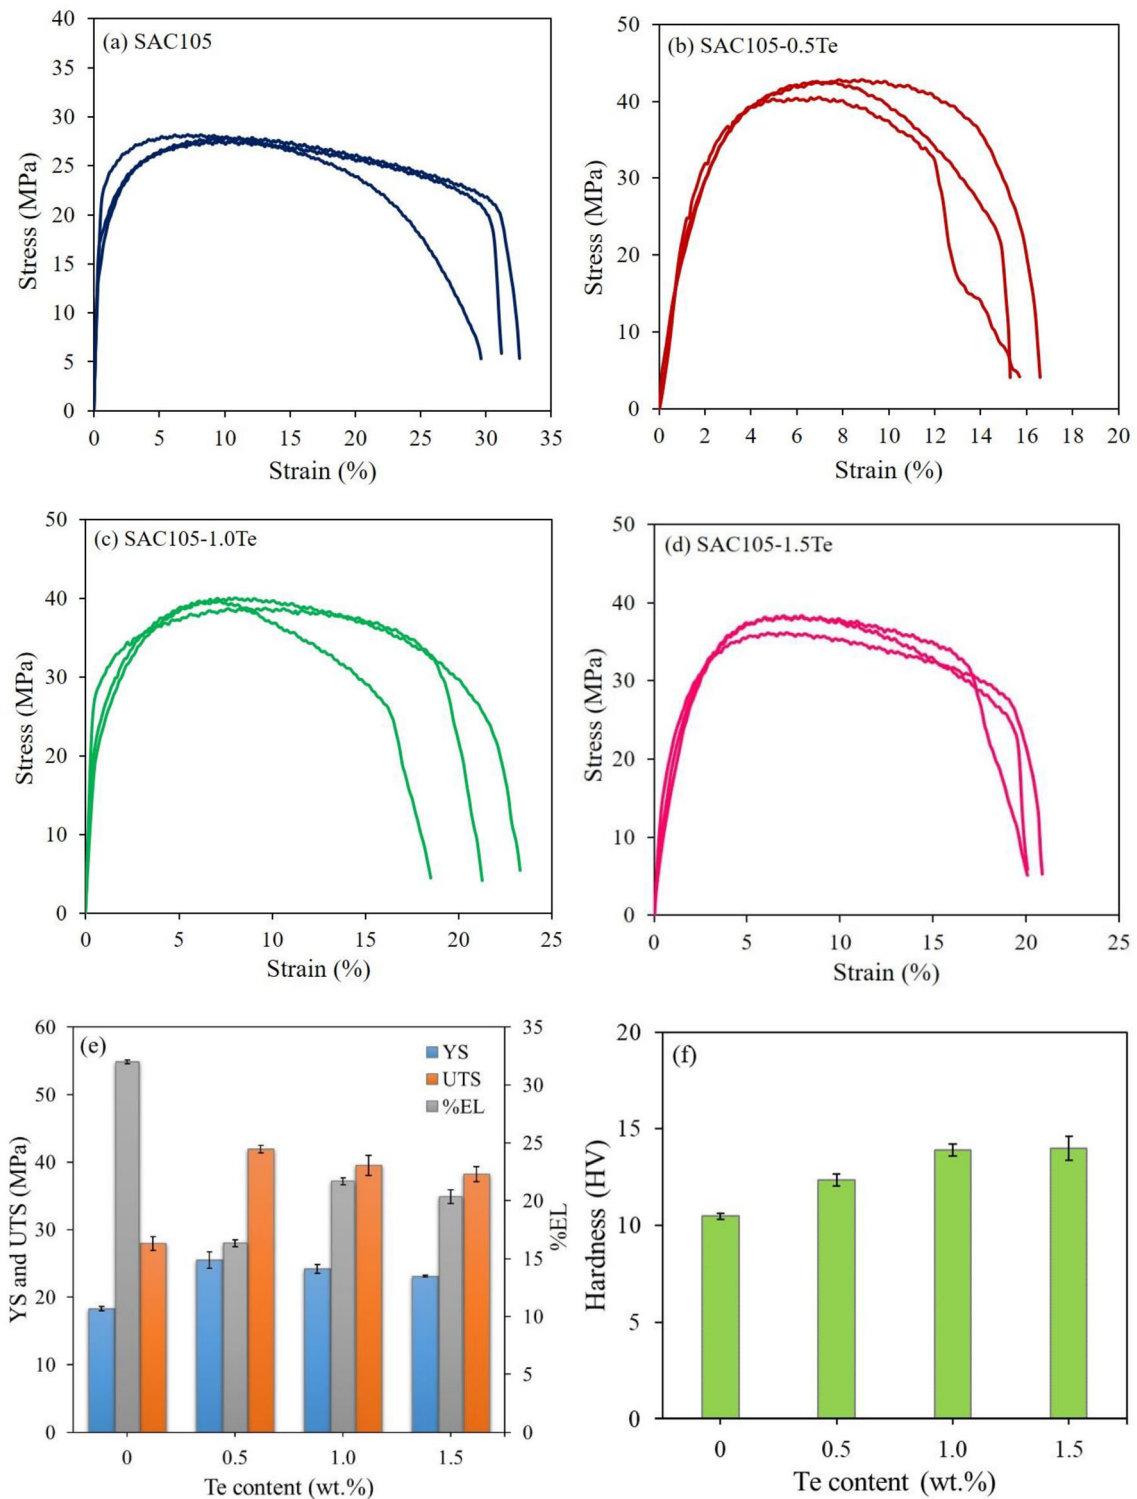 (a) SAC105
40
35
30
25
20
15
10
5
0
Stress (MPa)
0 5 10 15 20 25 30 35
Strain (%)
(b) SAC105-0.5Te
50
40
30
20
10
0
Stress (MPa)
0 2 4 6 8 10 12 14 16 18 20
Strain (%)
(c) SAC105-1.0Te
50
40
30
20
10
0
Stress (MPa)
0 5 10 15 20 25
Strain (%)
(d) SAC105-1.5Te
50
40
30
20
10
0
Stress (MPa)
0 5 10 15 20 25
Strain (%)
(e)
YS
UTS
%EL
60
50
40
30
20
10
0
YS and UTS (MPa)
35
30
25
20
15
10
5
0
%EL
0 0.5 1.0 1.5
Te content (wt.%)
(f)
20
15
10
5
0
Hardness (HV)
0 0.5 1.0 1.5
Te content (wt.%)